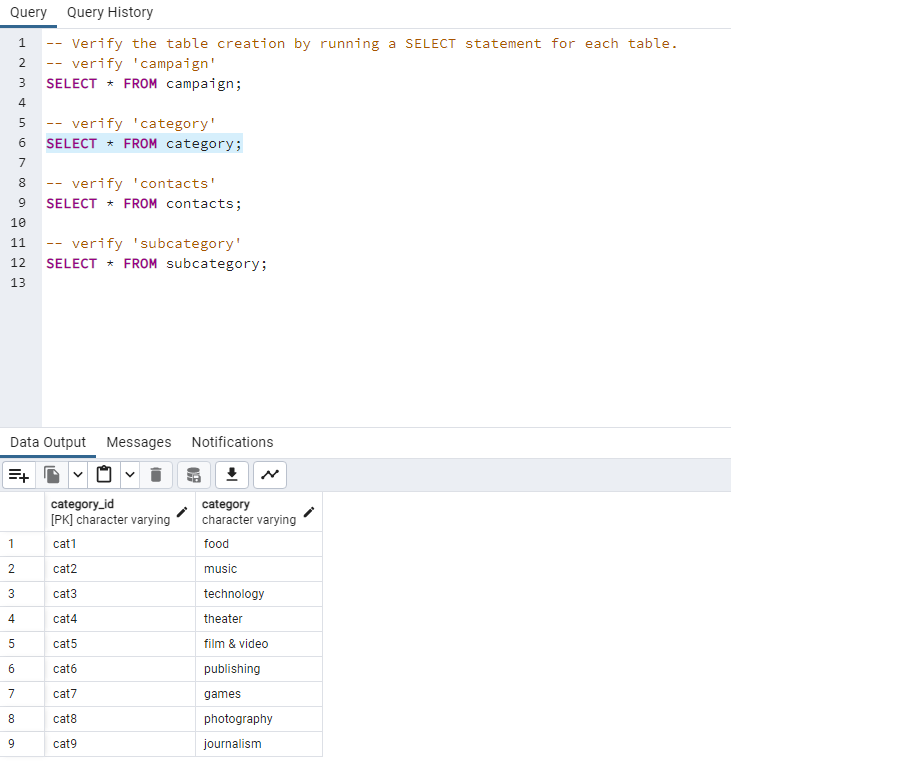 Query Query History
1 -- Verify the table creation by running a SELECT statement for each table.
2 -- verify 'campaign'
3 SELECT * FROM campaign;
4
5 -- verify 'category'
6 SELECT * FROM category;
7
8 -- verify 'contacts'
9 SELECT * FROM contacts;
10
11 -- verify 'subcategory'
12 SELECT * FROM subcategory;
13
Data Output Messages Notifications
category_id category
[PK] character varying character varying
1 cat1 food
2 cat2 music
3 cat3 technology
4 cat4 theater
5 cat5 film & video
6 cat6 publishing
7 cat7 games
8 cat8 photography
9 cat9 journalism